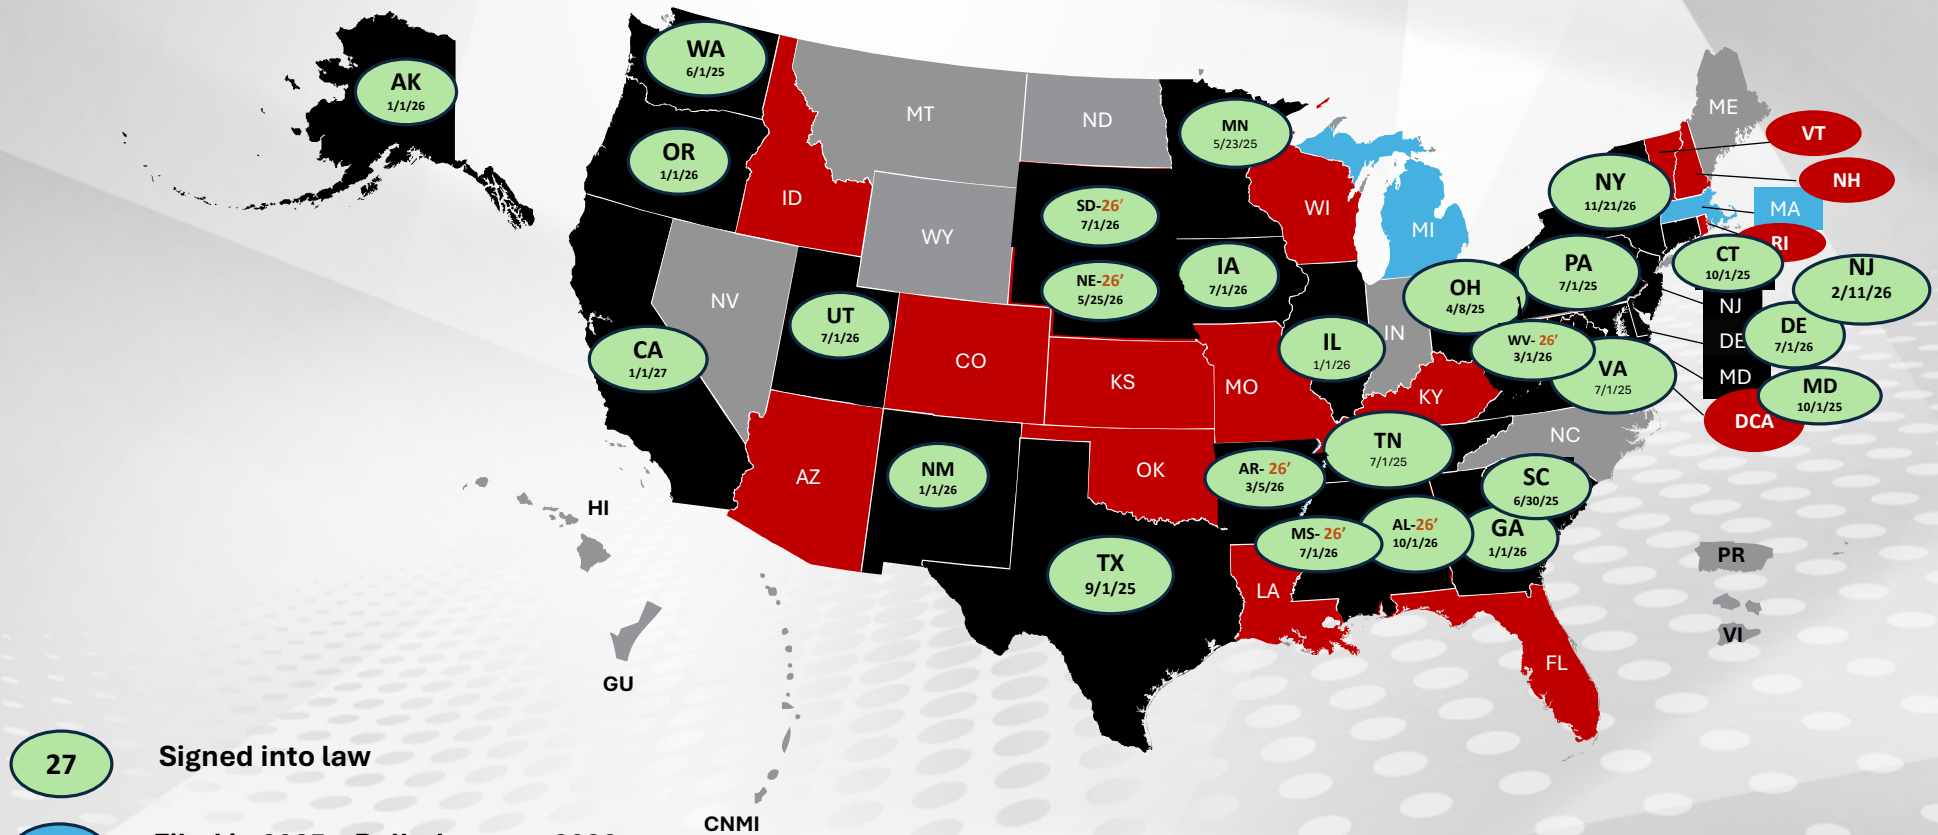 AK
1/1/26
WA
6/1/25
OR
1/1/26
CA
1/1/27
ID
NV
MT
WY
UT
7/1/26
AZ
ND
SD-26’
7/1/26
NE-26’
5/25/26
CO
KS
NM
1/1/26
OK
TX
9/1/25
MN
5/23/25
IA
7/1/26
WI
MI
IL
1/1/26
IN
MO
KY
OH
4/8/25
WV- 26’
3/1/26
VA
7/1/25
TN
7/1/25
NC
AR- 26’
3/5/26
MS- 26’
7/1/26
AL-26’
10/1/26
GA
1/1/26
SC
6/30/25
LA
FL
NY
11/21/26
PA
7/1/25
ME
VT
NH
MA
RI
CT
10/1/25
NJ
2/11/26
NJ
DE
DE
7/1/26
MD
MD
10/1/25
DCA
HI
GU
CNMI
PR
VI
27
Signed into law